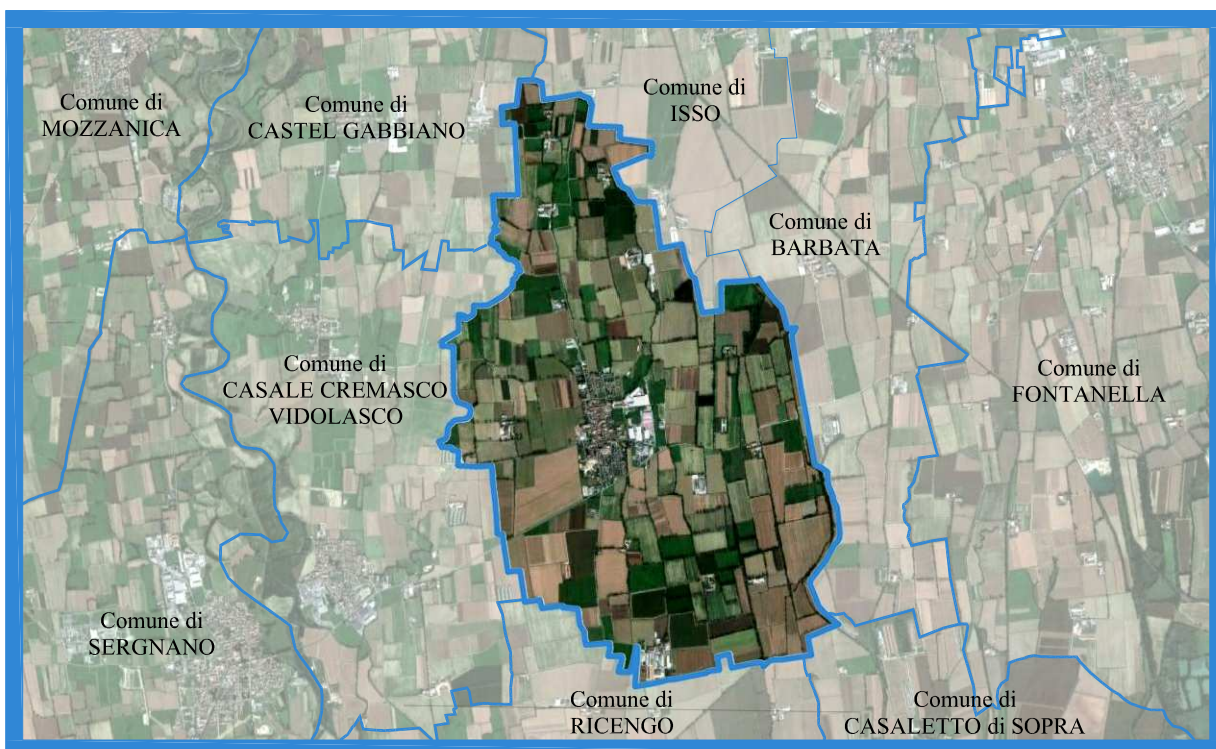 Comune di
MOZZANICA
Comune di
CASTEL GABBIANO
Comune di
ISSO
Comune di
BARBATA
Comune di
CASALE CREMASCO
VIDOLASCO
Comune di
FONTANELLA
Comune di
SERGNANO
Comune di
RICENGO
Comune di
CASALETTO di SOPRA